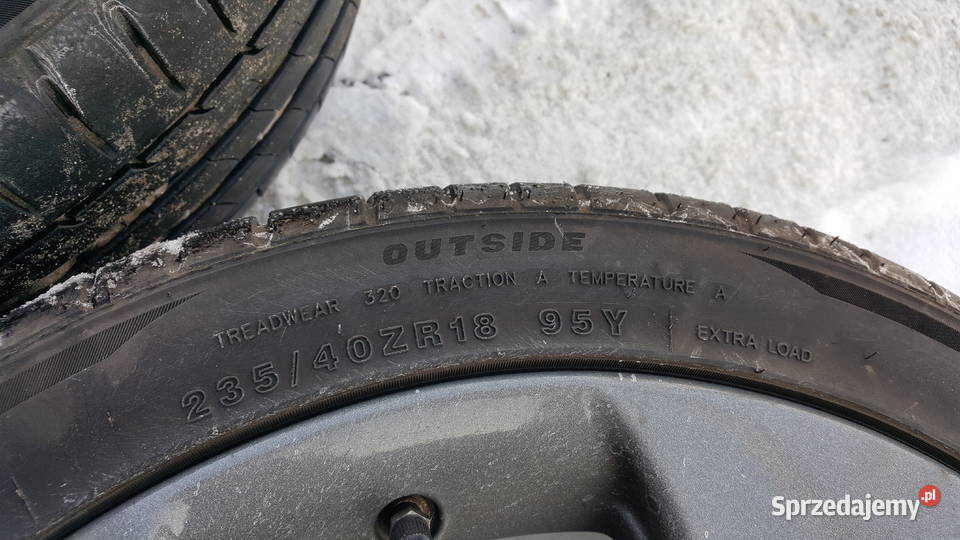 OUTSIDE
TREADWEAR 320 TRACTION A TEMPERATURE A
235/40ZR18 95Y
EXTRA LOAD
Sprzedajemy.pl